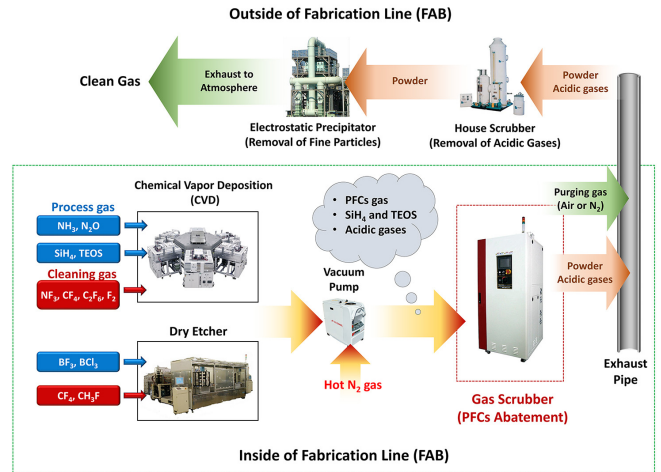 Outside of Fabrication Line (FAB)
Clean Gas
Exhaust to
Atmosphere
Powder
Powder
Acidic gases
Electrostatic Precipitator
(Removal of Fine Particles)
House Scrubber
(Removal of Acidic Gases)
Process gas
NH₃, N₂O
SiH₄, TEOS
Cleaning gas
NF₃, CF₄, C₂F₆, F₂
Chemical Vapor Deposition
(CVD)
• PFCs gas
• SiH₄ and TEOS
• Acidic gases
Purging gas
(Air or N₂)
Vacuum
Pump
Powder
Acidic gases
Dry Etcher
BF₃, BCl₃
CF₄, CH₃F
Hot N₂ gas
Gas Scrubber
(PFCs Abatement)
Exhaust
Pipe
Inside of Fabrication Line (FAB)